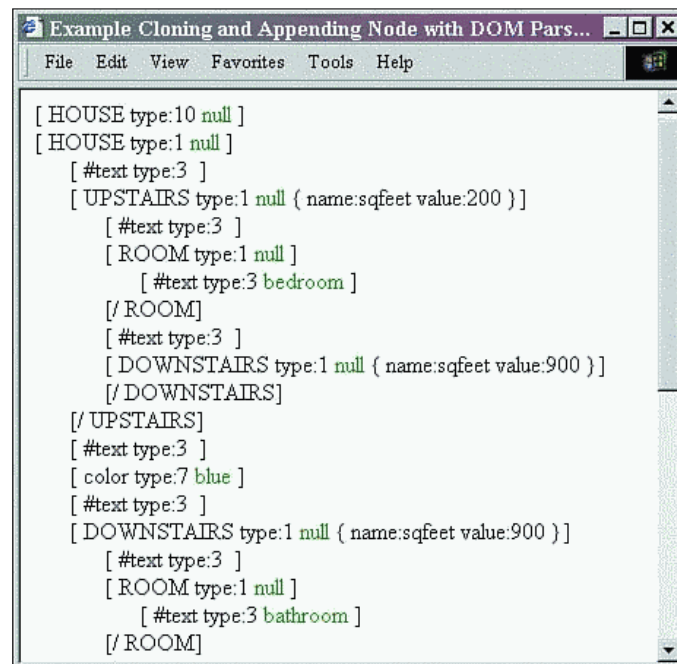 Example Cloning and Appending Node with DOM Pars...
File Edit View Favorites Tools Help
[ HOUSE type:10 null ]
[ HOUSE type:1 null ]
[ #text type:3 ]
[ UPSTAIRS type:1 null { name:sqfeet value:200 } ]
[ #text type:3 ]
[ ROOM type:1 null ]
[ #text type:3 bedroom ]
[/ ROOM]
[ #text type:3 ]
[ DOWNSTAIRS type:1 null { name:sqfeet value:900 } ]
[/ DOWNSTAIRS]
[/ UPSTAIRS]
[ #text type:3 ]
[ color type:7 blue ]
[ #text type:3 ]
[ DOWNSTAIRS type:1 null { name:sqfeet value:900 } ]
[ #text type:3 ]
[ ROOM type:1 null ]
[ #text type:3 bathroom ]
[/ ROOM]